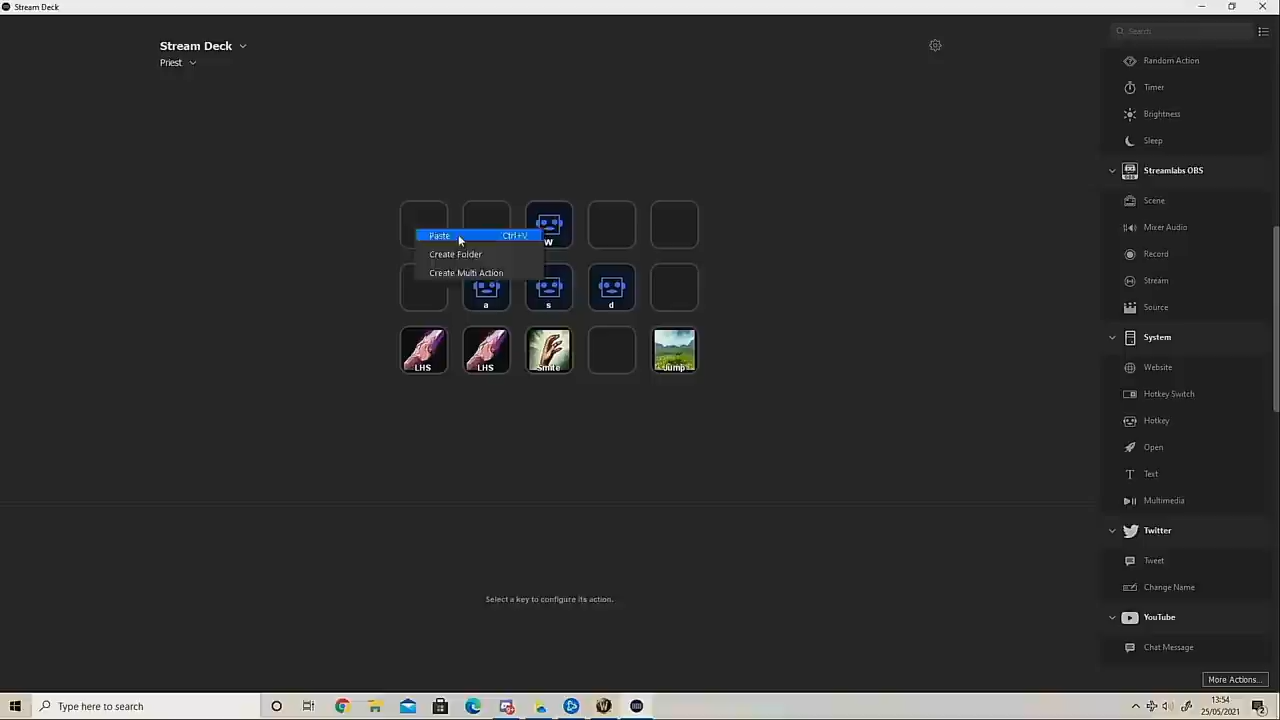 Stream Deck
Stream Deck
Priest
Search
Random Action
Timer
Brightness
Sleep
Streamlabs OBS
Scene
Mixer Audio
Record
Stream
Source
System
Website
Hotkey Switch
Hotkey
Open
Text
Multimedia
Twitter
Tweet
Change Name
YouTube
Chat Message
More Actions...
W
Paste Ctrl+V
Create Folder
Create Multi Action
a s d
LHS LHS Smite Jump
Select a key to configure its action.
Type here to search
13:54
25/05/2021